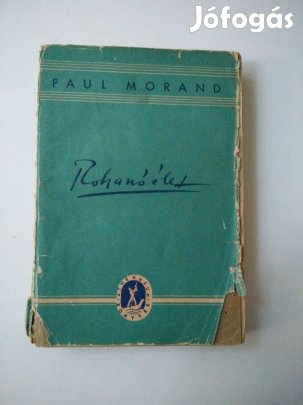 Jófogás
PAUL MORAND
Rohanó élet